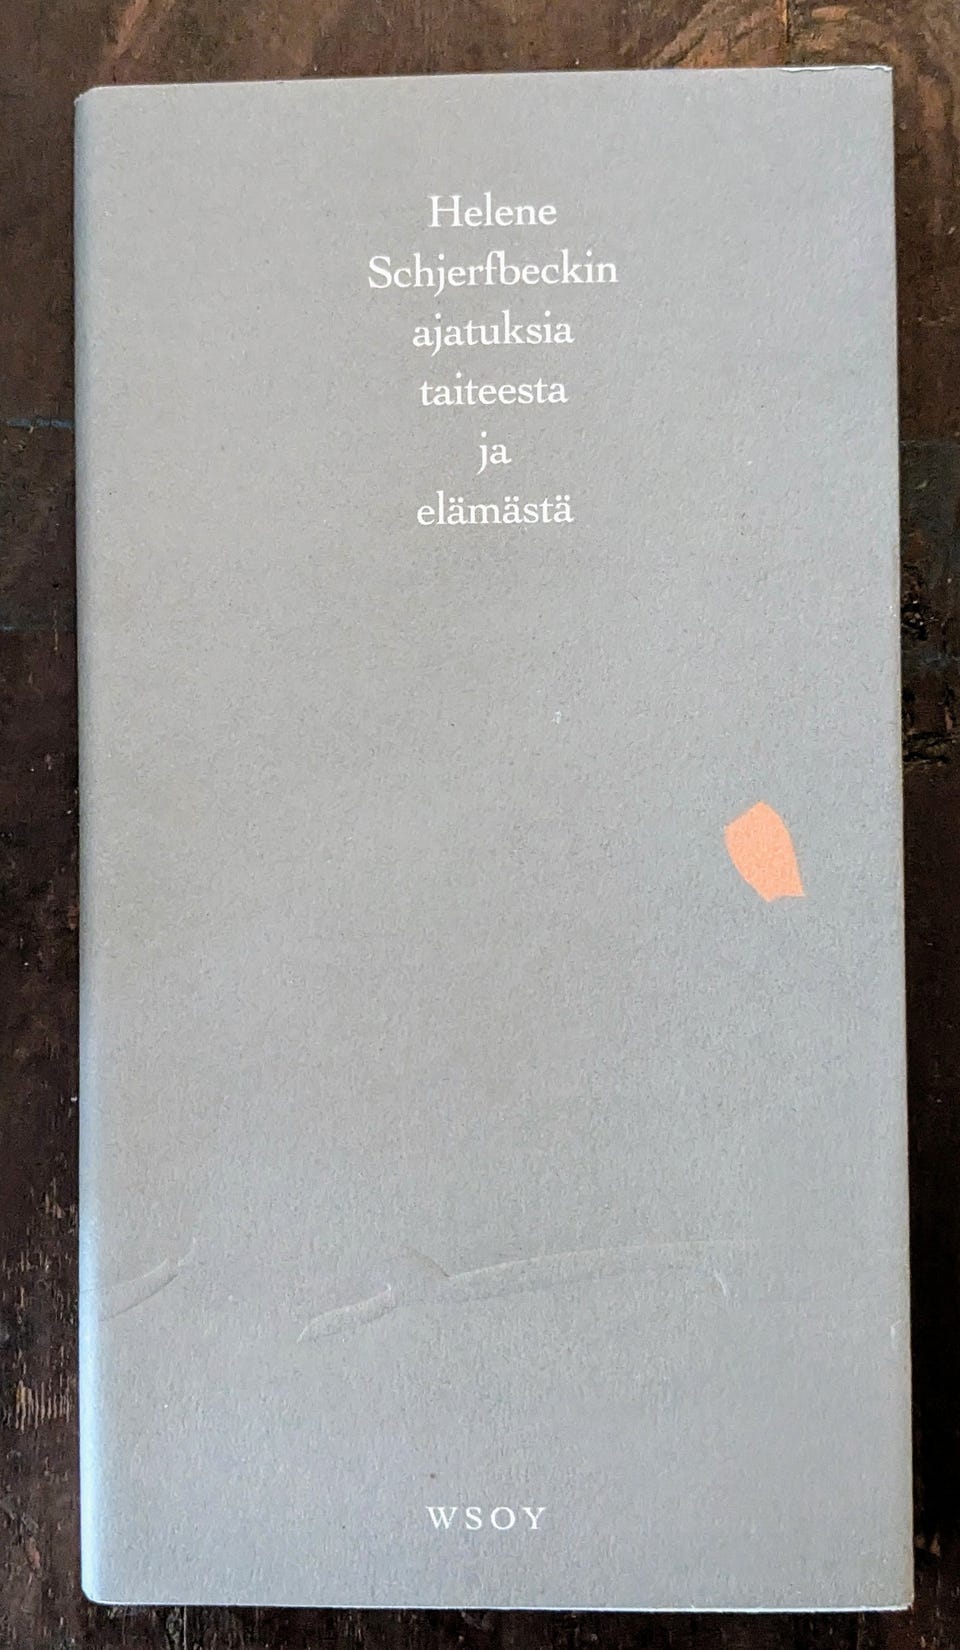 Helene
Schjerfbeckin
ajatuksia
taiteesta
ja
elämästä
WSOY